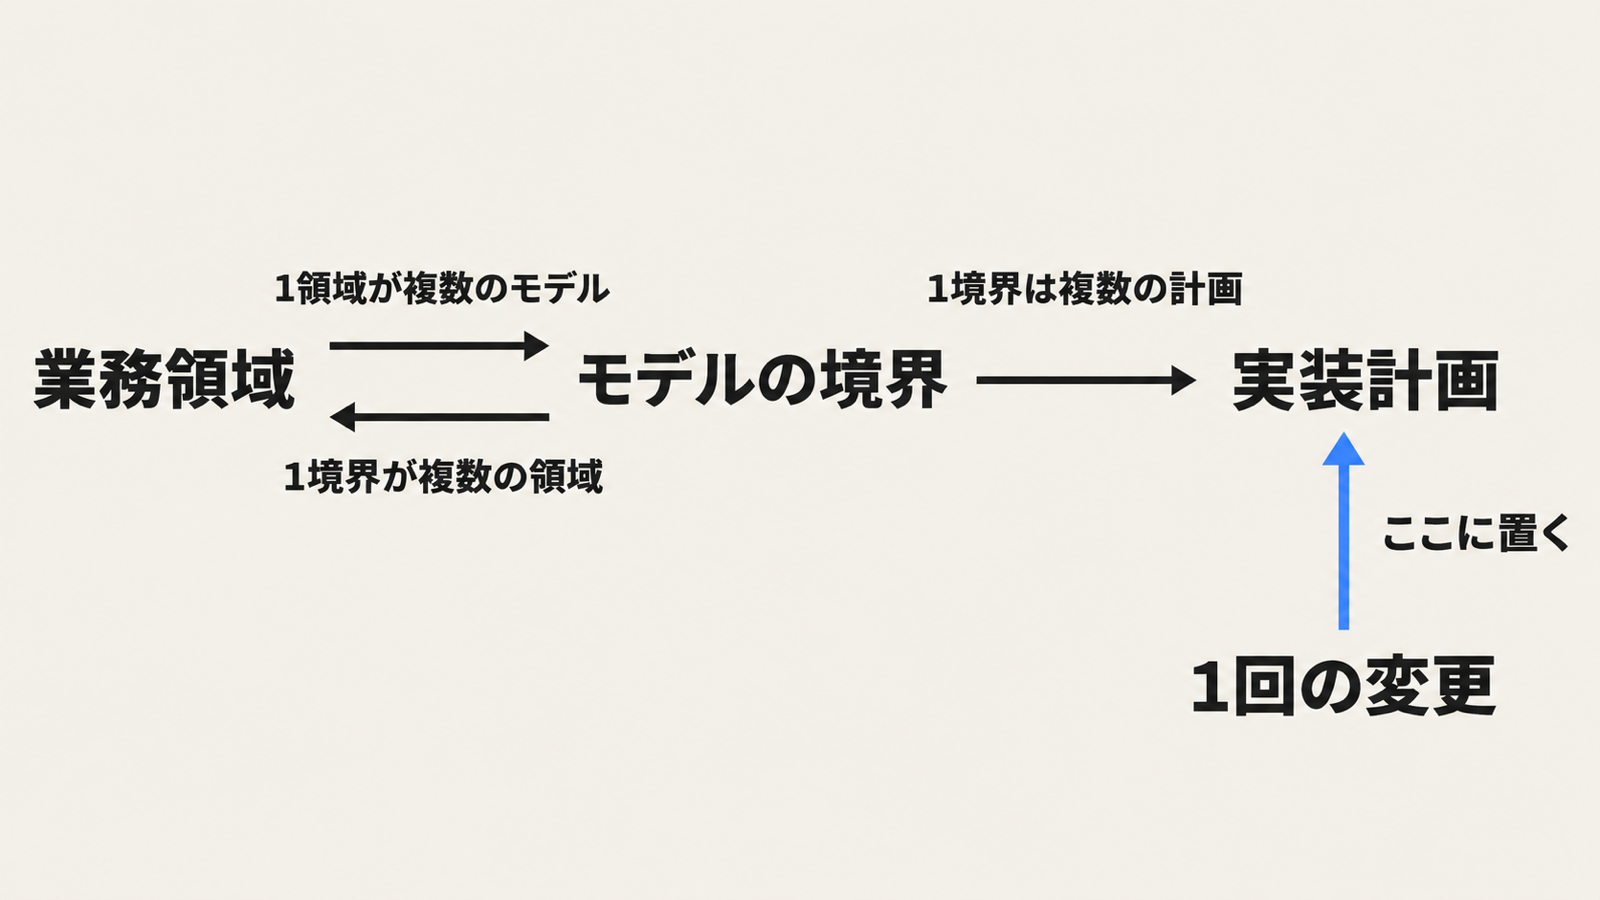 1領域が複数のモデル
1境界は複数の計画
業務領域
モデルの境界
実装計画
1境界が複数の領域
ここに置く
1回の変更